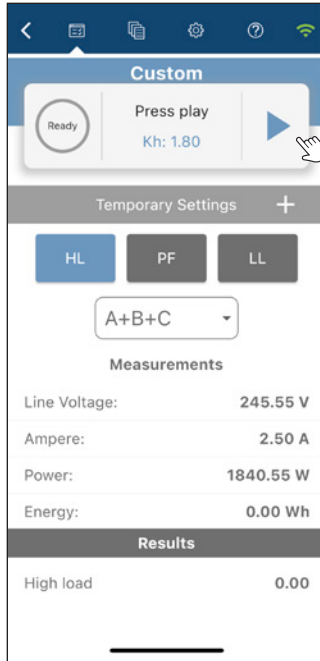 Custom
Ready
Press play
Kh: 1.80
Temporary Settings +
HL PF LL
A+B+C
Measurements
Line Voltage: 245.55 V
Ampere: 2.50 A
Power: 1840.55 W
Energy: 0.00 Wh
Results
High load 0.00